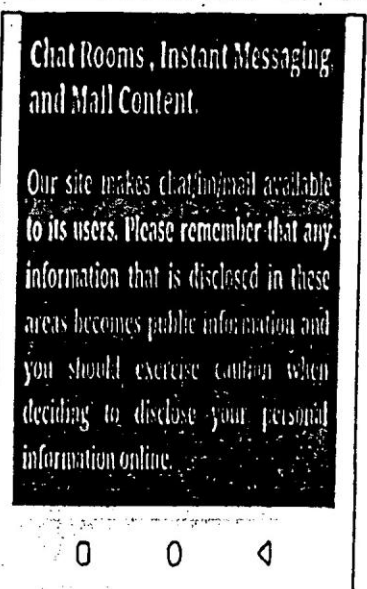 Chat Rooms, Instant Messaging,
and Mail Content.
Our site makes chat/im/mail available
to its users. Please remember that any
information that is disclosed in these
areas becomes public information and
you should exercise caution when
deciding to disclose your personal
information online.